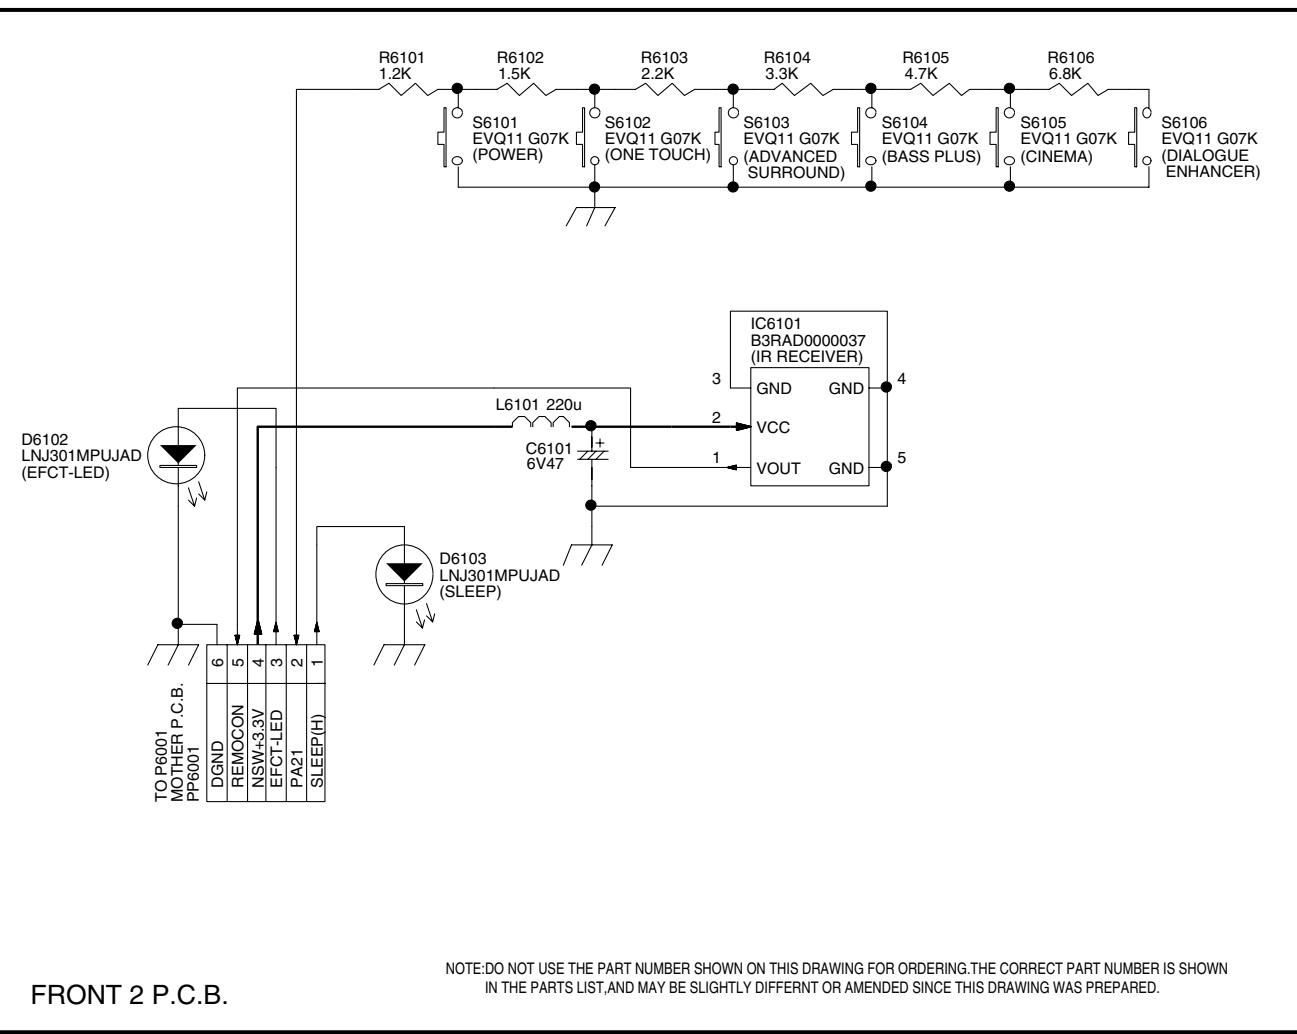 R6101
1.2K
R6102
1.5K
R6103
2.2K
R6104
3.3K
R6105
4.7K
R6106
6.8K
S6101
EVQ11 G07K
(POWER)
S6102
EVQ11 G07K
(ONE TOUCH)
S6103
EVQ11 G07K
(ADVANCED
SURROUND)
S6104
EVQ11 G07K
(BASS PLUS)
S6105
EVQ11 G07K
(CINEMA)
S6106
EVQ11 G07K
(DIALOGUE
ENHANCER)
IC6101
B3RAD0000037
(IR RECEIVER)
3
GND
GND
4
2
VCC
1
VOUT
GND
5
L6101 220u
C6101
6V47
+
D6102
LNJ301MPUJAD
(EFCT-LED)
D6103
LNJ301MPUJAD
(SLEEP)
6
5
4
3
2
1
TO P6001
MOTHER P.C.B.
PP6001
DGND
REMOCON
NSW+3.3V
EFCT-LED
PA21
SLEEP(H)
FRONT 2 P.C.B.
NOTE:DO NOT USE THE PART NUMBER SHOWN ON THIS DRAWING FOR ORDERING.THE CORRECT PART NUMBER IS SHOWN
IN THE PARTS LIST,AND MAY BE SLIGHTLY DIFFERNT OR AMENDED SINCE THIS DRAWING WAS PREPARED.